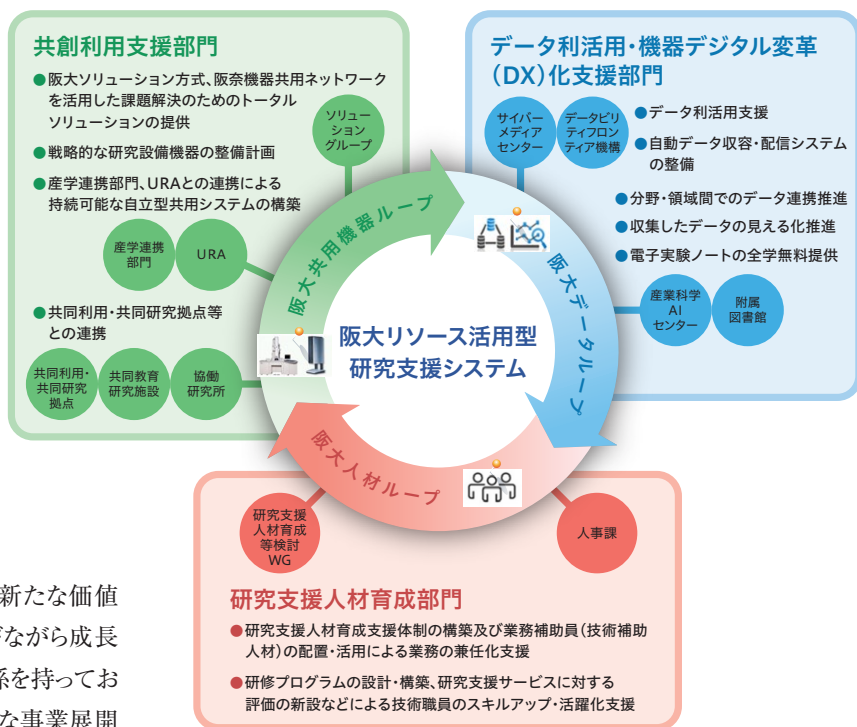 共創利用支援部門
●阪大ソリューション方式、阪奈機器共用ネットワーク
を活用した課題解決のためのトータル
ソリューションの提供
●戦略的な研究設備機器の整備計画
●産学連携部門、URAとの連携による
持続可能な自立型共用システムの構築
ソリュー
ション
グループ
産学連携
部門
URA
●共同利用・共同研究拠点等
との連携
共同利用・
共同研究
拠点
共同教育
研究施設
協働
研究所
データ利活用・機器デジタル変革
（DX）化支援部門
サイバー
メディア
センター
データビリ
ティフロン
ティア機構
●データ利活用支援
●自動データ収容・配信システム
の整備
●分野・領域間でのデータ連携推進
●収集したデータの見える化推進
●電子実験ノートの全学無料提供
産業科学
AI
センター
附属
図書館
阪大共用機器ループ
阪大データループ
阪大人材ループ
阪大リソース活用型
研究支援システム
研究支援
人材育成
等検討
WG
人事課
研究支援人材育成部門
●研究支援人材育成支援体制の構築及び業務補助員（技術補助
人材）の配置・活用による業務の兼任化支援
●研修プログラムの設計・構築、研究支援サービスに対する
評価の新設などによる技術職員のスキルアップ・活躍化支援
新たな価値
ながら成長
係を持ってお
な事業展開